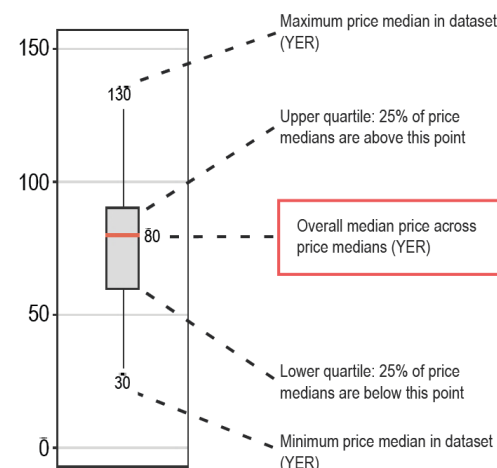 Maximum price median in dataset
(YER)
150
130
Upper quartile: 25% of price
medians are above this point
100
Overall median price across
price medians (YER)
80
50
Lower quartile: 25% of price
medians are below this point
30
Minimum price median in dataset
(YER)
0